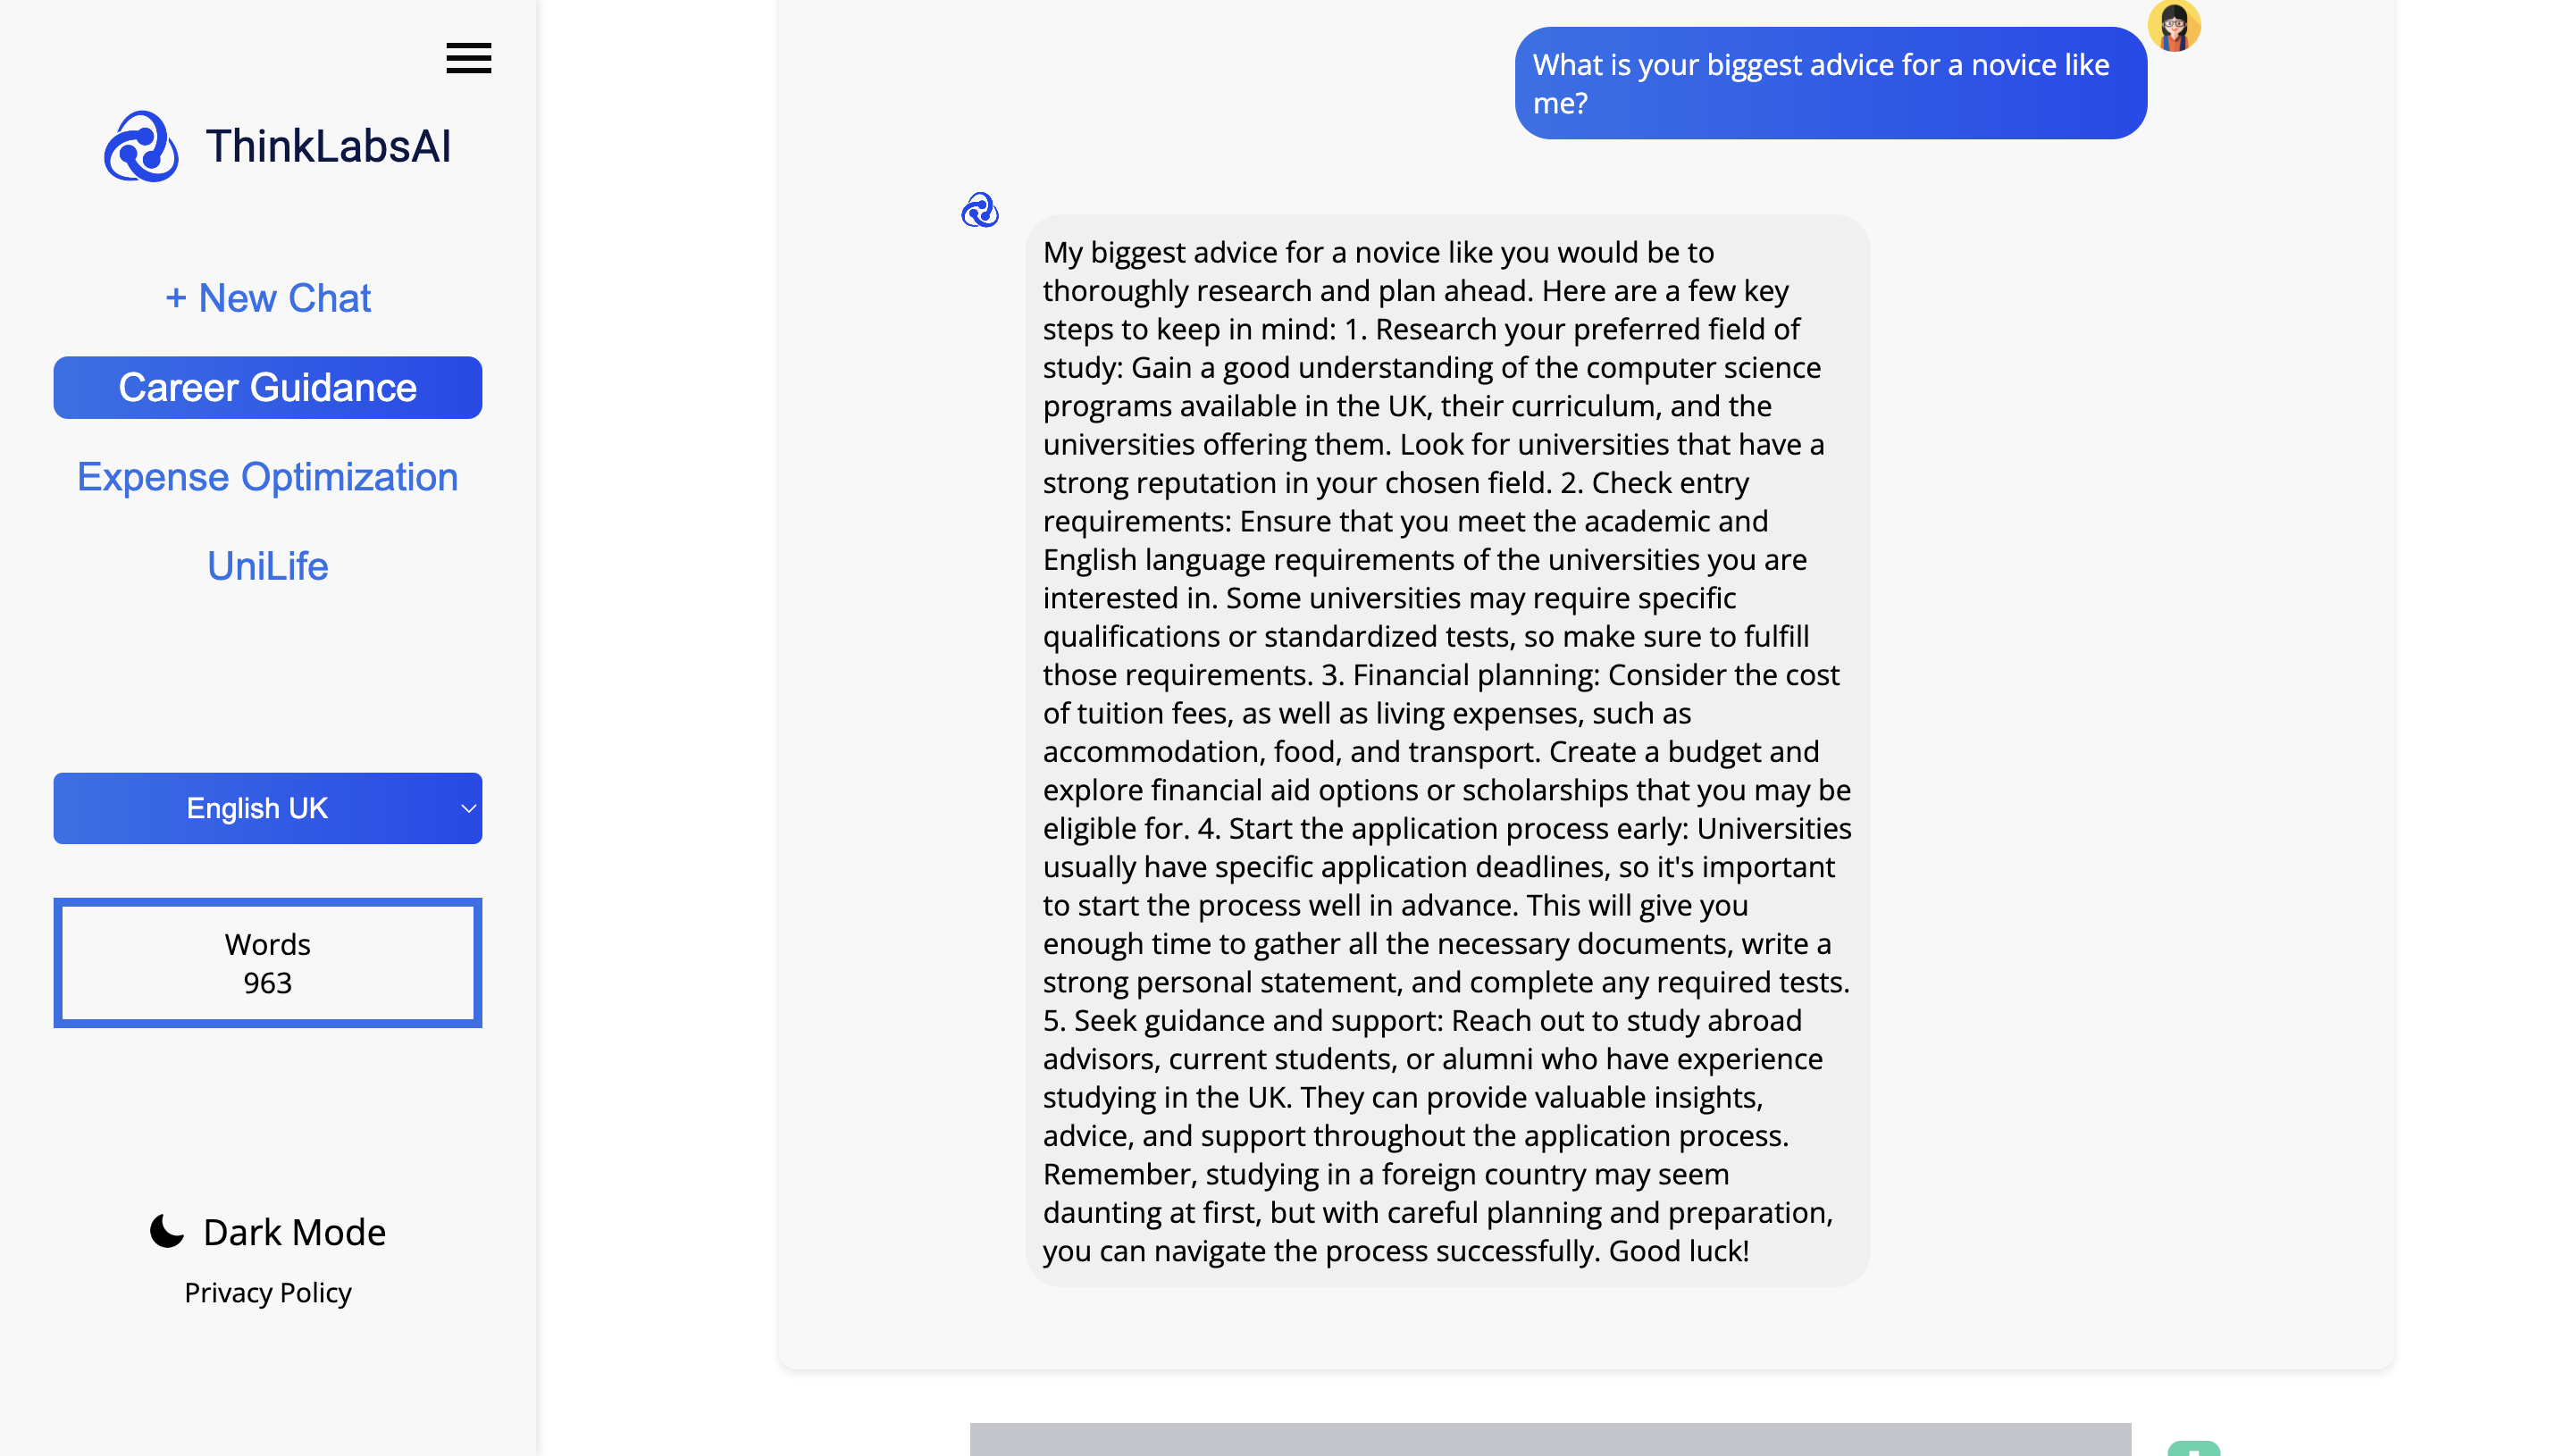 ThinkLabsAI
+ New Chat
Career Guidance
Expense Optimization
UniLife
English UK
Words
963
Dark Mode
Privacy Policy
What is your biggest advice for a novice like
me?
My biggest advice for a novice like you would be to
thoroughly research and plan ahead. Here are a few key
steps to keep in mind: 1. Research your preferred field of
study: Gain a good understanding of the computer science
programs available in the UK, their curriculum, and the
universities offering them. Look for universities that have a
strong reputation in your chosen field. 2. Check entry
requirements: Ensure that you meet the academic and
English language requirements of the universities you are
interested in. Some universities may require specific
qualifications or standardized tests, so make sure to fulfill
those requirements. 3. Financial planning: Consider the cost
of tuition fees, as well as living expenses, such as
accommodation, food, and transport. Create a budget and
explore financial aid options or scholarships that you may be
eligible for. 4. Start the application process early: Universities
usually have specific application deadlines, so it's important
to start the process well in advance. This will give you
enough time to gather all the necessary documents, write a
strong personal statement, and complete any required tests.
5. Seek guidance and support: Reach out to study abroad
advisors, current students, or alumni who have experience
studying in the UK. They can provide valuable insights,
advice, and support throughout the application process.
Remember, studying in a foreign country may seem
daunting at first, but with careful planning and preparation,
you can navigate the process successfully. Good luck!